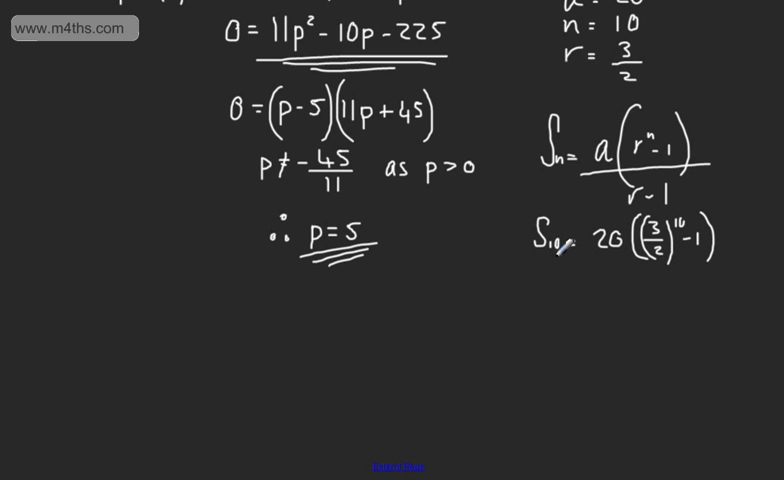 www.m4ths.com
0 = 11p² - 10p - 225
0 = (p - 5)(11p + 45)
p ≠ - 45/11 as p > 0
∴ p = 5
n = 10
r = 3/2
Sn = a(rⁿ - 1)/r - 1
S10 = 20((3/2)¹⁰ - 1)